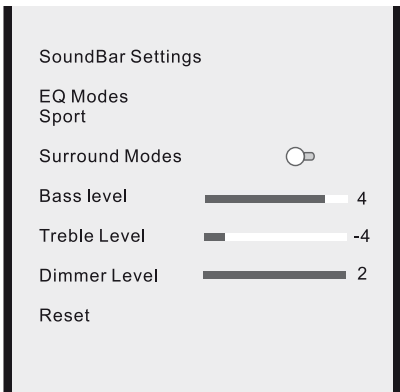 SoundBar Settings
EQ Modes
Sport
Surround Modes
Bass level 4
Treble Level -4
Dimmer Level 2
Reset